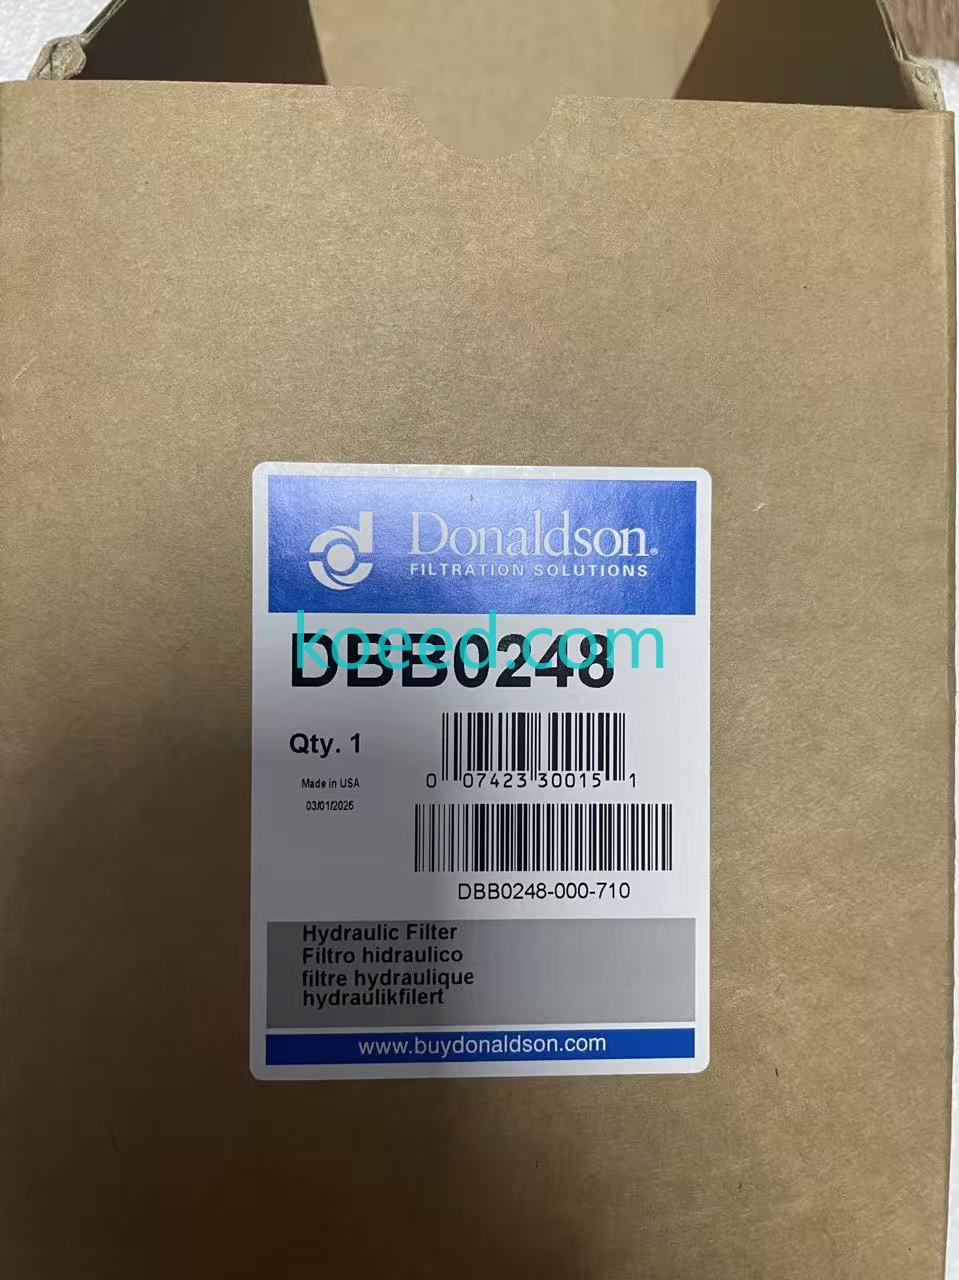 Donaldson®
FILTRATION SOLUTIONS
koeed.com
DBB0248
Qty. 1
Made in USA
03/01/2025
0 07423 30015 1
DBB0248-000-710
Hydraulic Filter
Filtro hidraulico
filtre hydraulique
hydraulikfilert
www.buydonaldson.com